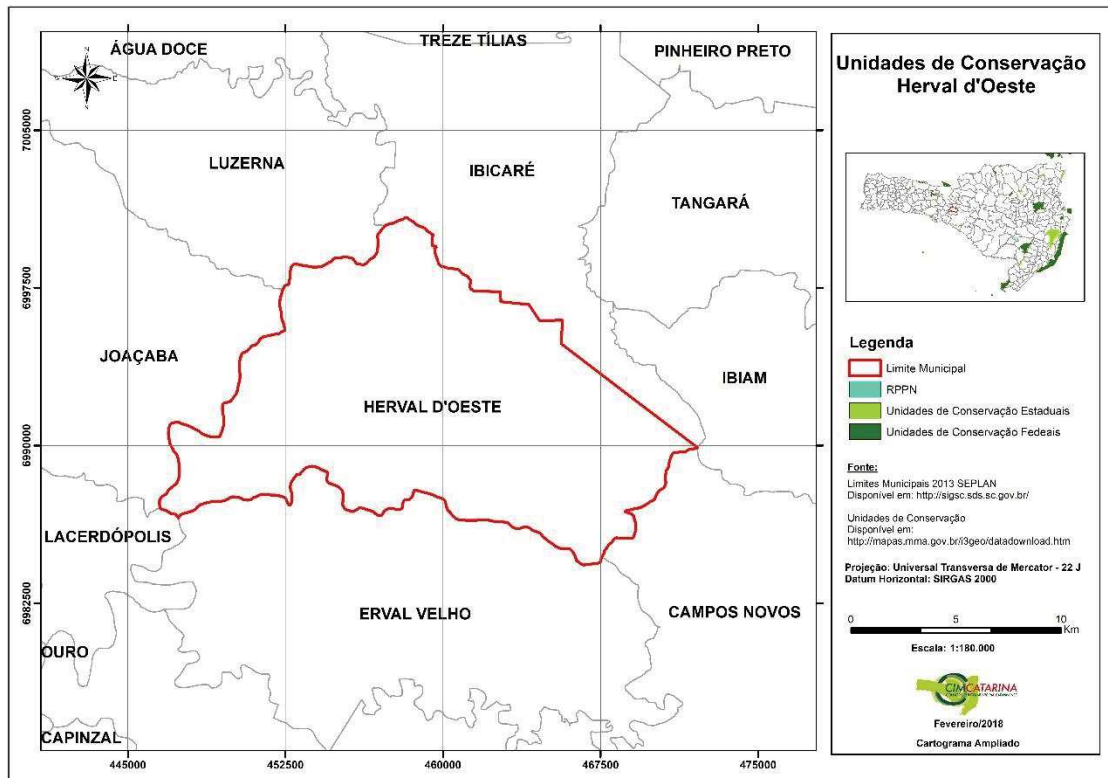 ÁGUA DOCE
TREZE TÍLIAS
PINHEIRO PRETO
N
E
LUZERNA
IBICARÉ
TANGARÁ
JOAÇABA
IBIAM
HERVAL D'OESTE
LACERDÓPOLIS
ERVAL VELHO
CAMPOS NOVOS
OURO
CAPINZAL
7005000
6997500
6990000
6982500
445000
452500
460000
467500
475000
Unidades de Conservação
Herval d'Oeste
Legenda
Limite Municipal
RPPN
Unidades de Conservação Estaduais
Unidades de Conservação Fedeais
Fonte:
Limites Municipais 2013 SEPLAN
Disponível em: http://sigsc.sds.sc.gov.br/
Unidades de Conservação
Disponível em:
http://mapas.mma.gov.br/i3geo/datadownload.htm
Projeção: Universal Transversa de Mercator - 22 J
Datum Horizontal: SIRGAS 2000
0 5 10
Km
Escala: 1:180.000
CIMCATARINA
Fevereiro/2018
Cartograma Ampliado